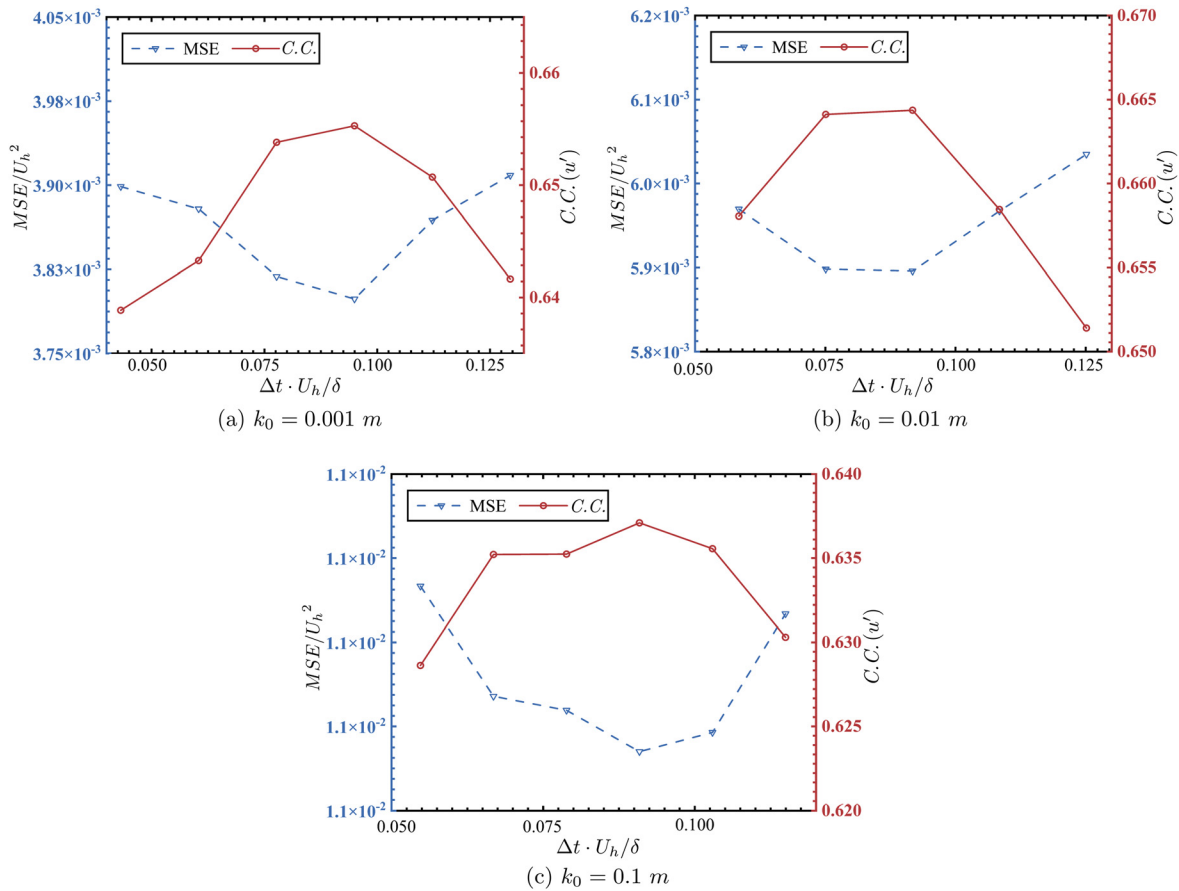 4.05×10⁻³
3.98×10⁻³
3.90×10⁻³
3.83×10⁻³
3.75×10⁻³
MSE/U_h²
MSE C.C.
0.66
0.65
0.64
C.C.(u′)
0.050 0.075 0.100 0.125
Δt · U_h/δ
(a) k₀ = 0.001 m
6.2×10⁻³
6.1×10⁻³
6.0×10⁻³
5.9×10⁻³
5.8×10⁻³
MSE/U_h²
MSE C.C.
0.670
0.665
0.660
0.655
0.650
C.C.(u′)
0.050 0.075 0.100 0.125
Δt · U_h/δ
(b) k₀ = 0.01 m
1.1×10⁻²
1.1×10⁻²
1.1×10⁻²
1.1×10⁻²
1.1×10⁻²
MSE/U_h²
MSE C.C.
0.640
0.635
0.630
0.625
0.620
C.C.(u′)
0.050 0.075 0.100
Δt · U_h/δ
(c) k₀ = 0.1 m